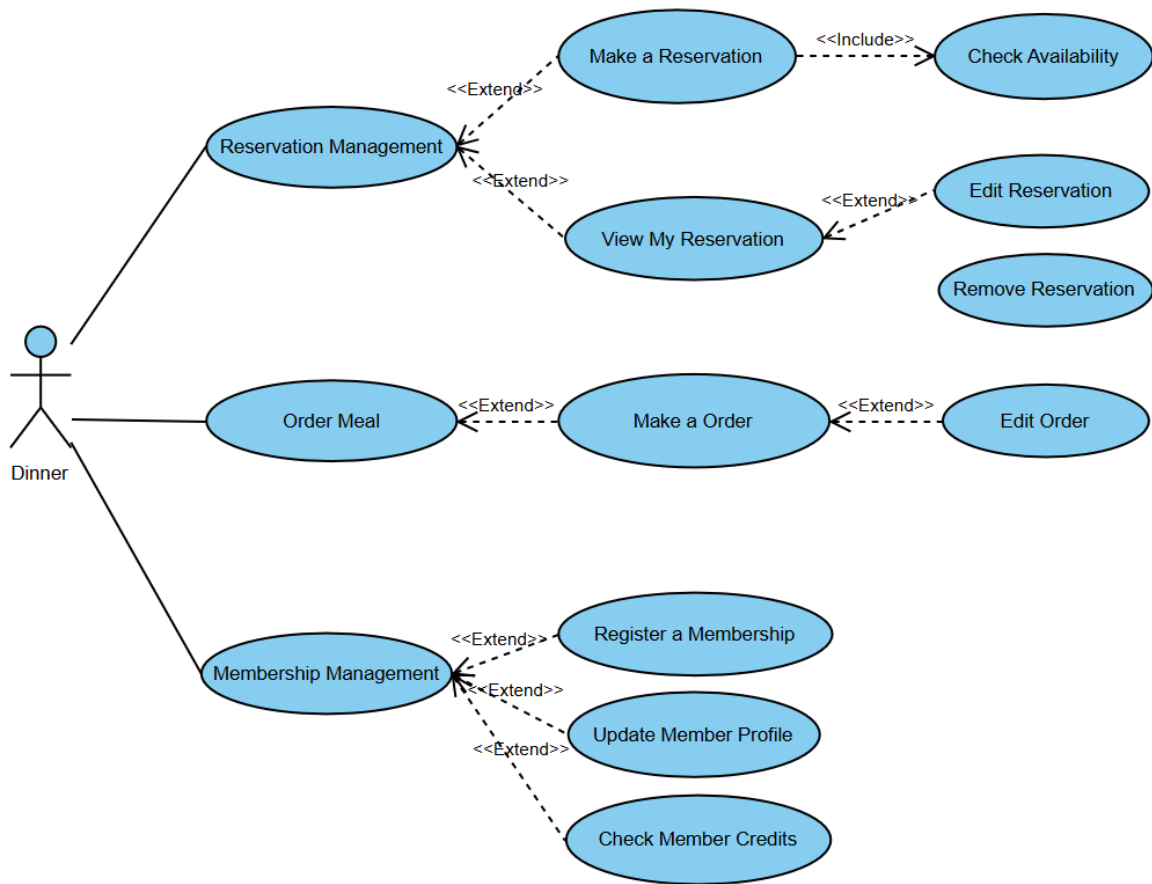 Make a Reservation
<<Include>>
Check Availability
<<Extend>>
Reservation Management
<<Extend>>
View My Reservation
<<Extend>>
Edit Reservation
Remove Reservation
Dinner
Order Meal
<<Extend>>
Make a Order
<<Extend>>
Edit Order
Membership Management
<<Extend>>
Register a Membership
<<Extend>>
Update Member Profile
<<Extend>>
Check Member Credits